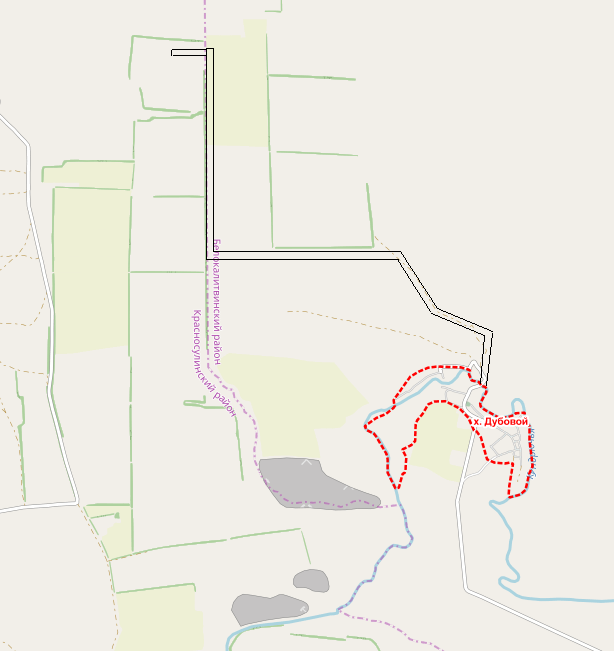 Белокалитвинский район
Красносулинский район
х. Дубовой